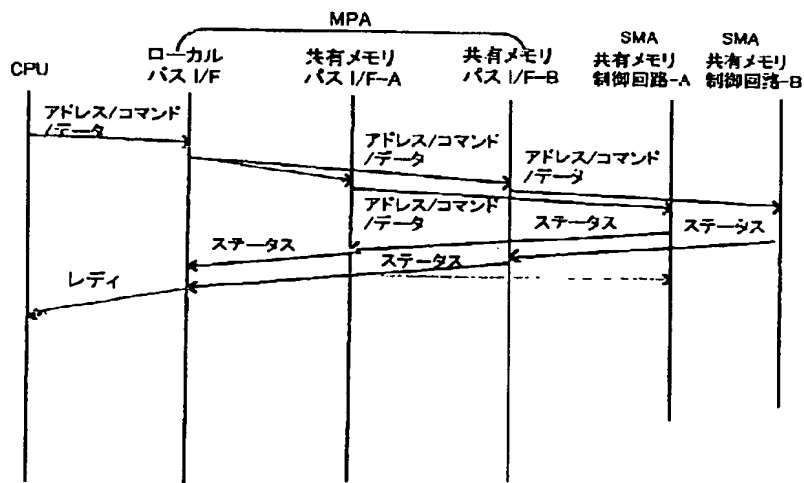 MPA
CPU
ローカル
バス I/F
共有メモリ
バス I/F-A
共有メモリ
バス I/F-B
SMA
共有メモリ
制御回路-A
SMA
共有メモリ
制御回路-B
アドレス/コマンド
/データ
アドレス/コマンド
/データ
アドレス/コマンド
/データ
アドレス/コマンド
/データ
ステータス
ステータス
ステータス
ステータス
レディ